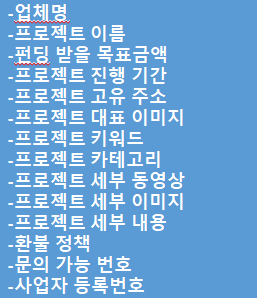 -업체명
-프로젝트 이름
-펀딩 받을 목표금액
-프로젝트 진행 기간
-프로젝트 고유 주소
-프로젝트 대표 이미지
-프로젝트 키워드
-프로젝트 카테고리
-프로젝트 세부 동영상
-프로젝트 세부 이미지
-프로젝트 세부 내용
-환불 정책
-문의 가능 번호
-사업자 등록번호